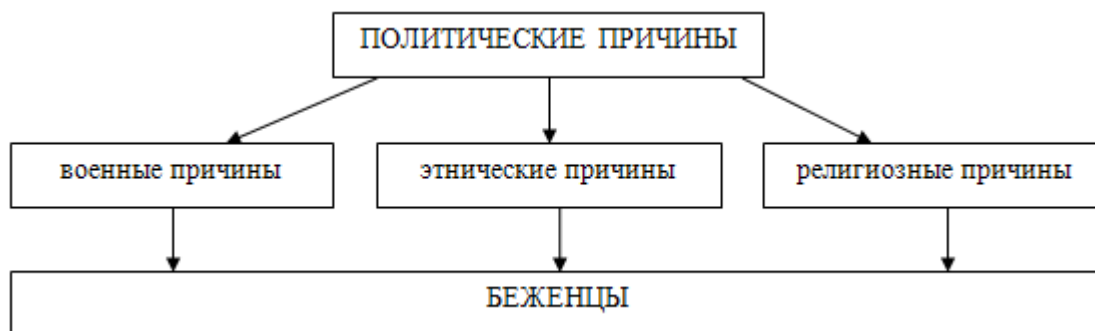 ПОЛИТИЧЕСКИЕ ПРИЧИНЫ
военные причины
этнические причины
религиозные причины
БЕЖЕНЦЫ